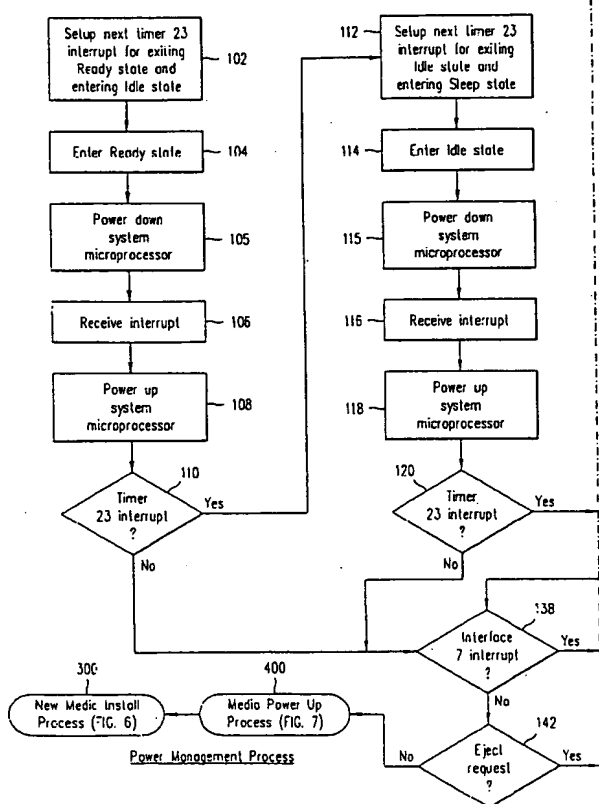 Setup next timer 23
interrupt for exiting
Ready state and
entering Idle state
102
Enter Ready state
104
Power down
system
microprocessor
105
Receive interrupt
106
Power up
system
microprocessor
108
110
Timer
23 interrupt
?
Yes
No
112
Setup next timer 23
interrupt for exiting
Idle state and
entering Sleep state
114
Enter Idle state
115
Power down
system
microprocessor
116
Receive interrupt
118
Power up
system
microprocessor
120
Timer
23 interrupt
?
Yes
No
138
Interface
7 interrupt
?
Yes
No
300
New Media Install
Process (FIG. 6)
400
Media Power Up
Process (FIG. 7)
142
Eject
request
?
No
Yes
Power Management Process